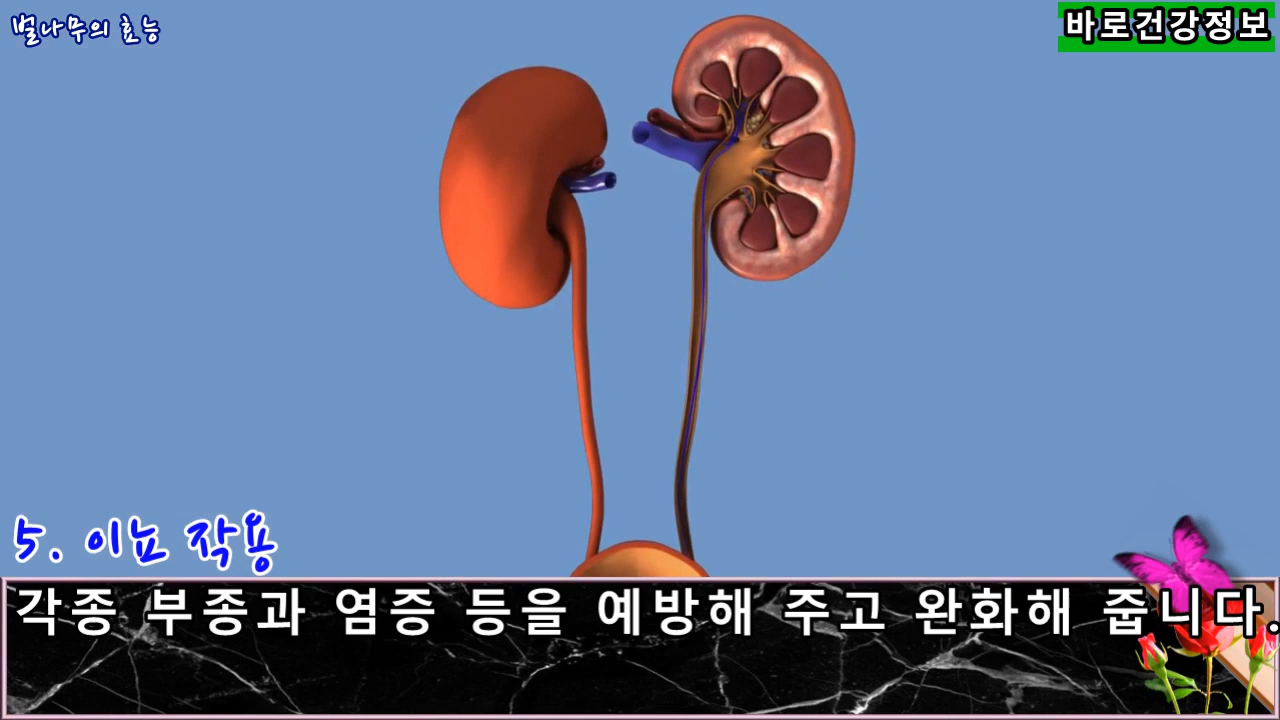 벌나무의 효능
바로건강정보
5. 이뇨 작용
각종 부종과 염증 등을 예방해 주고 완화해 줍니다.